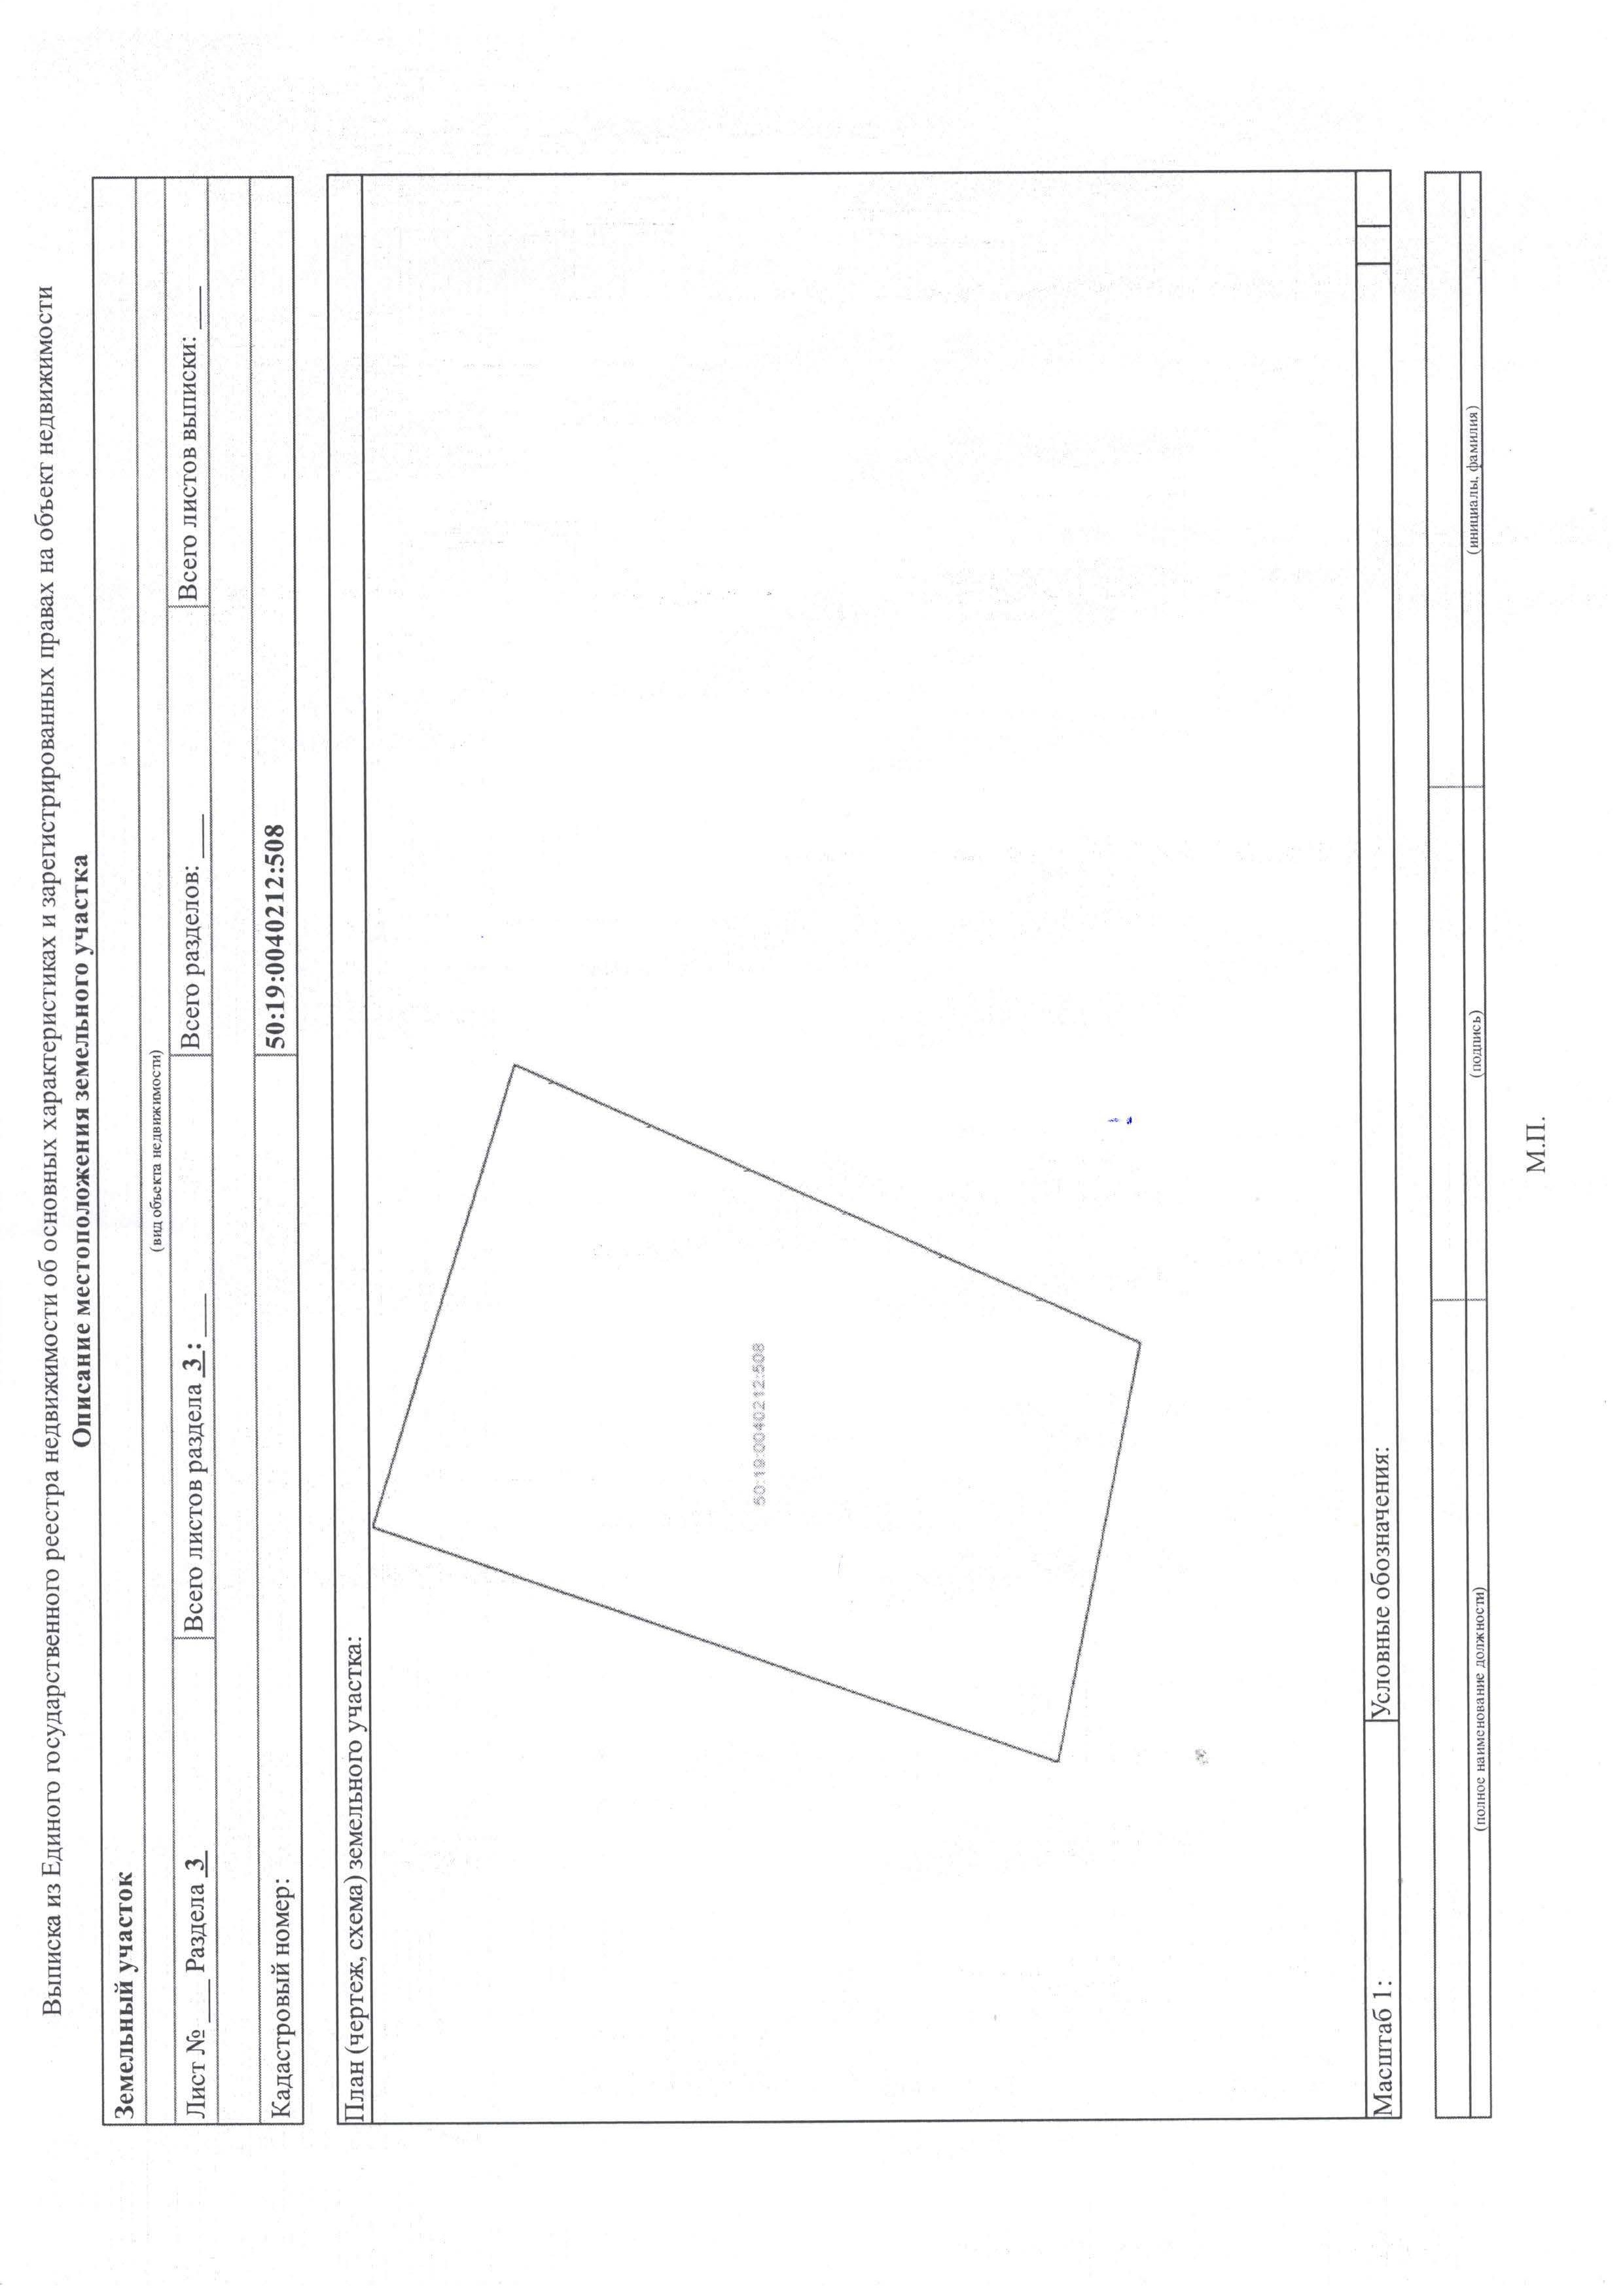 Выписка из Единого государственного реестра недвижимости об основных характеристиках и зарегистрированных правах на объект недвижимости
Описание местоположения земельного участка
Земельный участок
(вид объекта недвижимости)
Лист № ___ Раздела 3 Всего листов раздела 3 : ___ Всего разделов: ___ Всего листов выписки: ___
Кадастровый номер: 50:19:0040212:508
План (чертеж, схема) земельного участка:
50:19:0040212:508
Масштаб 1: Условные обозначения:
(полное наименование должности) (подпись) (инициалы, фамилия)
М.П.